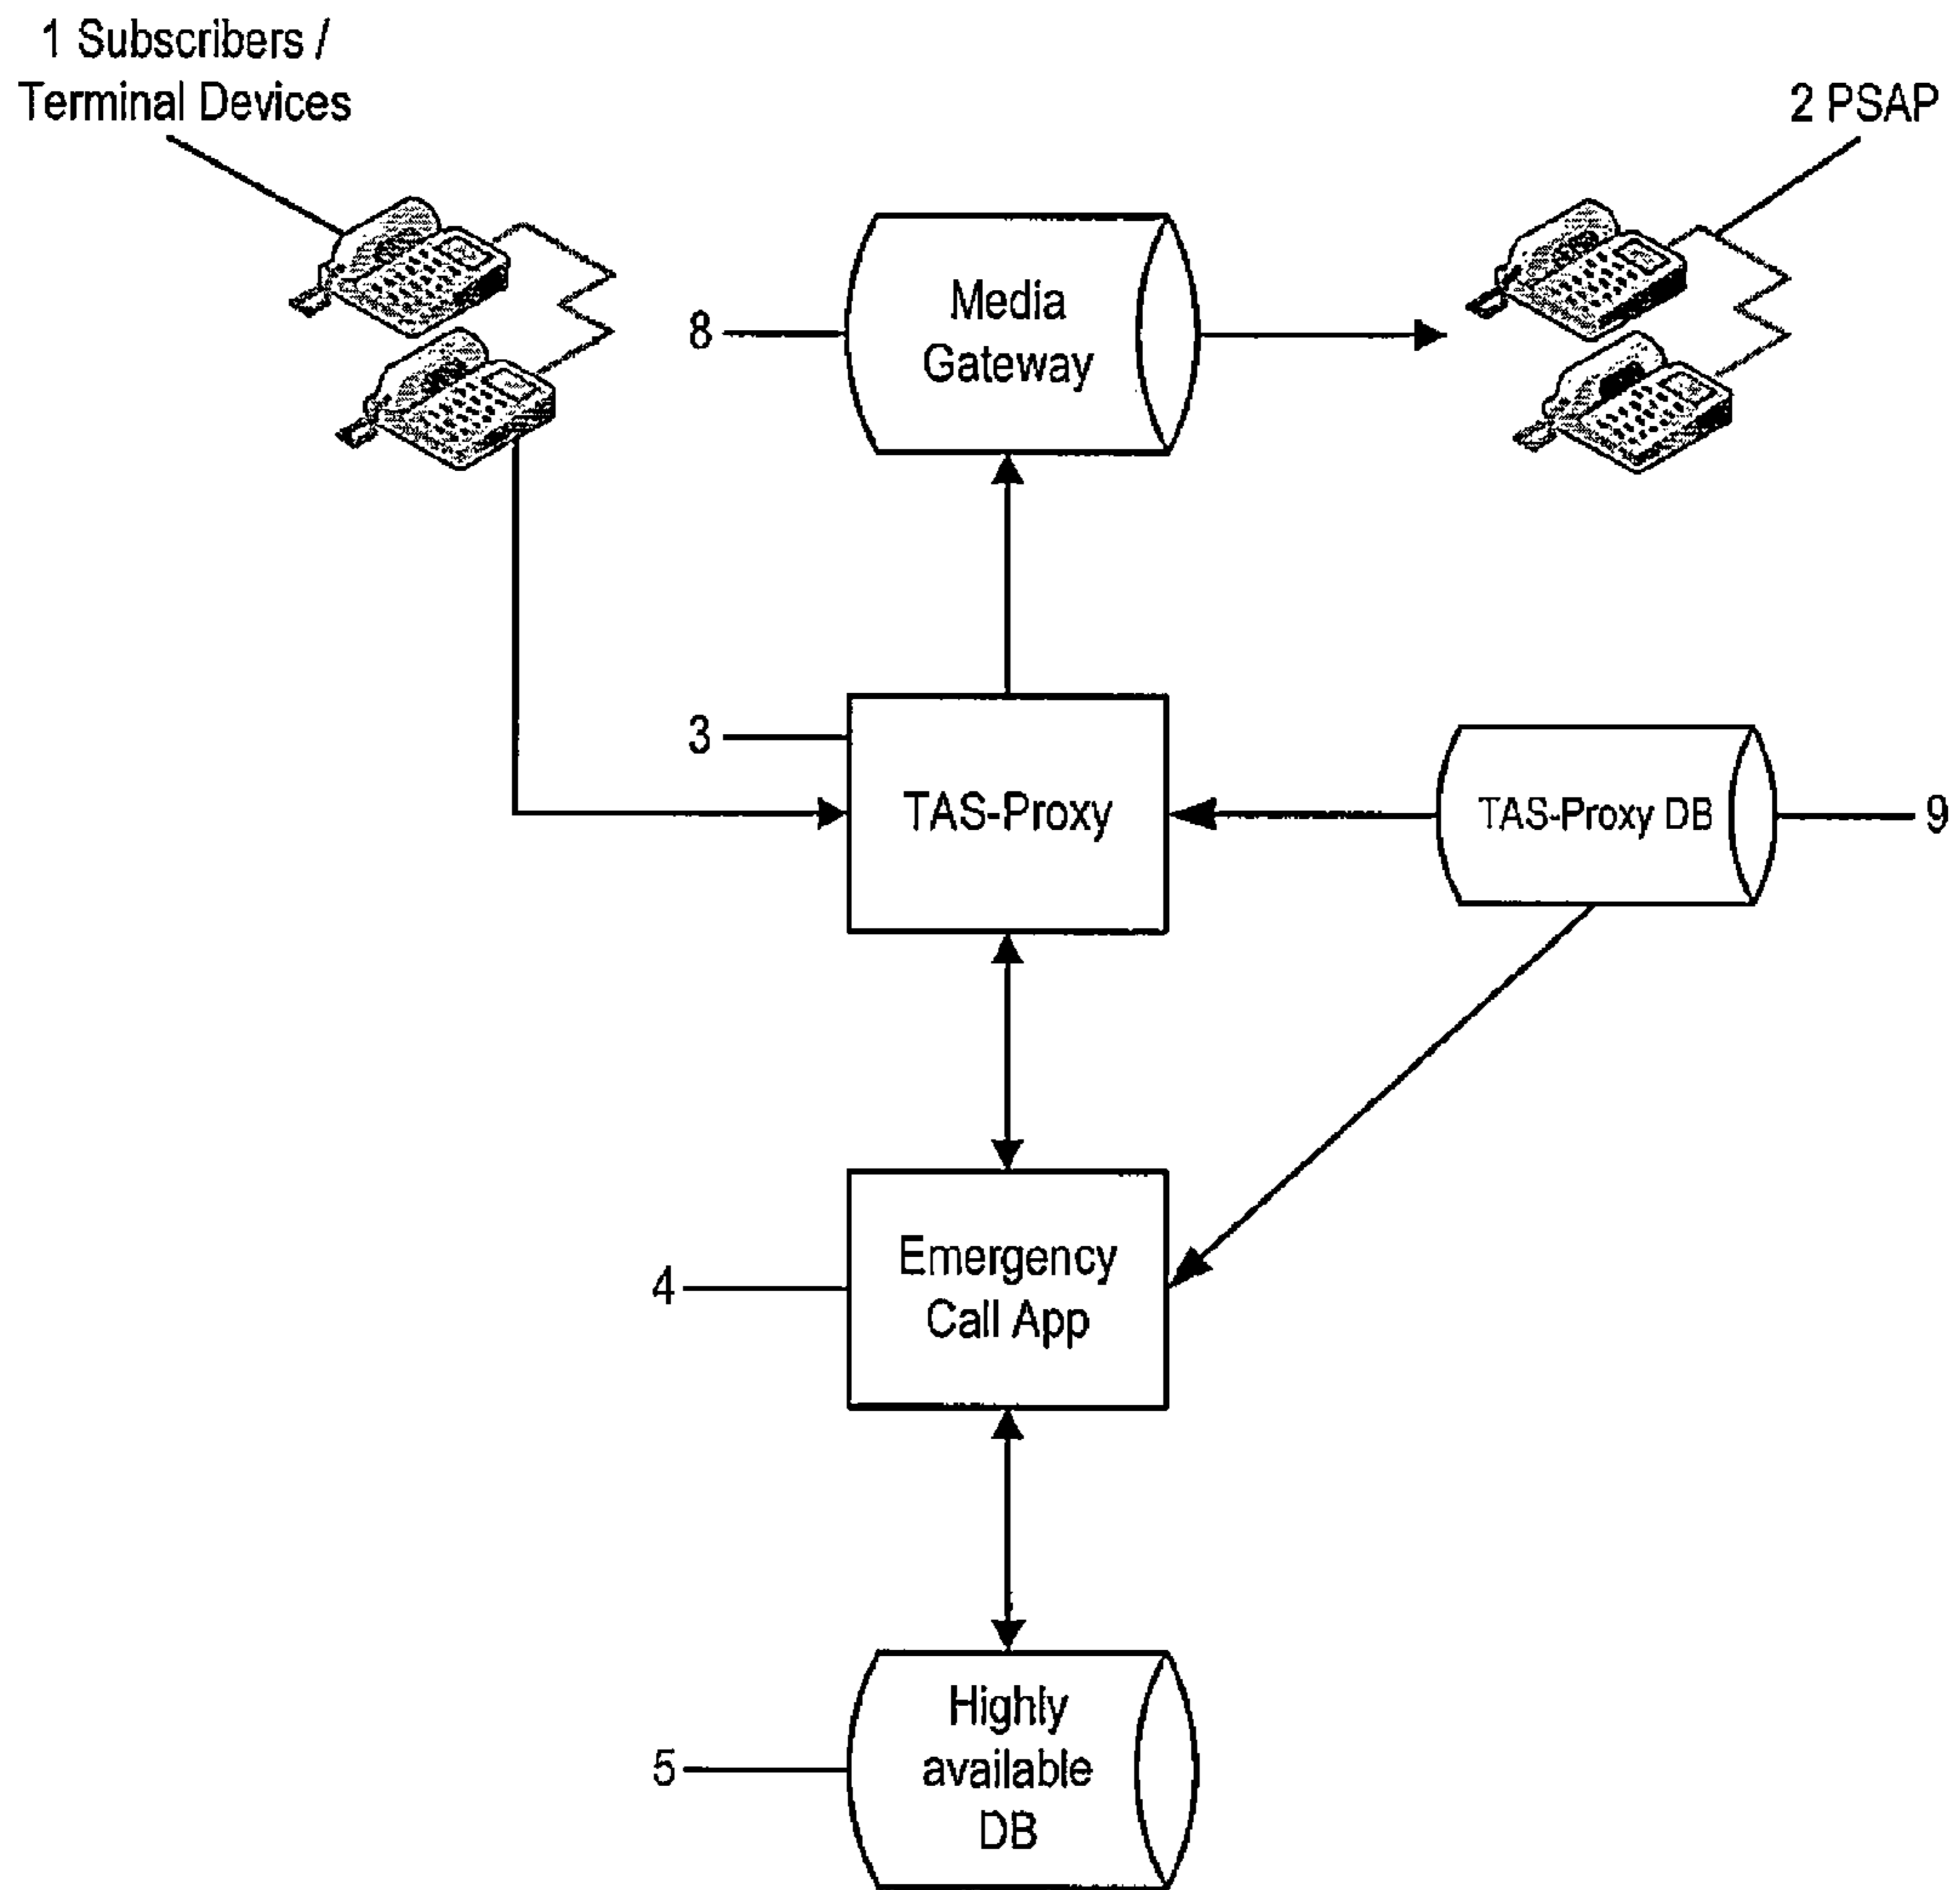 1 Subscribers /
Terminal Devices
2 PSAP
8
Media
Gateway
3
TAS-Proxy
TAS-Proxy DB
9
4
Emergency
Call App
5
Highly
available
DB